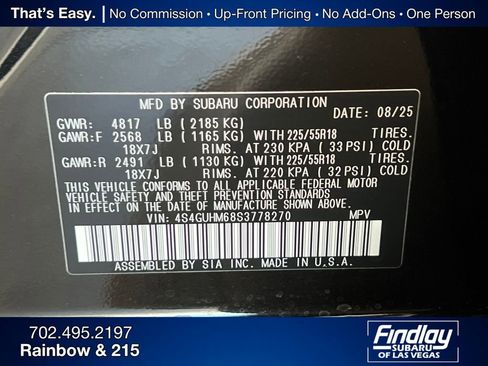 That's Easy. | No Commission • Up-Front Pricing • No Add-Ons • One Person
MFD BY SUBARU CORPORATION
DATE: 08/25
GVWR: 4817 LB ( 2185 KG)
GAWR:F 2568 LB ( 1165 KG) WITH 225/55R18 TIRES.
18X7J RIMS. AT 230 KPA ( 33 PSI) COLD
GAWR:R 2491 LB ( 1130 KG) WITH 225/55R18 TIRES.
18X7J RIMS. AT 220 KPA ( 32 PSI) COLD
THIS VEHICLE CONFORMS TO ALL APPLICABLE FEDERAL MOTOR
VEHICLE SAFETY AND THEFT PREVENTION STANDARDS
IN EFFECT ON THE DATE OF MANUFACTURE SHOWN ABOVE.
VIN: 4S4GUHM68S3778270 MPV
ASSEMBLED BY SIA INC. MADE IN U.S.A.
702.495.2197
Rainbow & 215
Findlay
SUBARU
OF LAS VEGAS